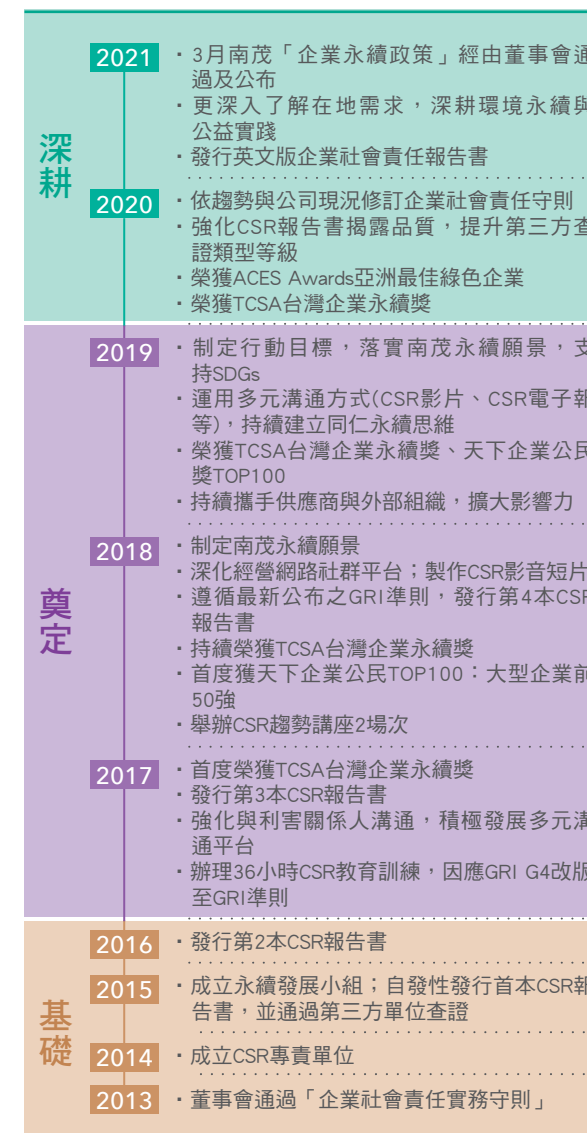 深耕
2021
・3月南茂「企業永續政策」經由董事會通
過及公布
・更深入了解在地需求，深耕環境永續與
公益實踐
・發行英文版企業社會責任報告書
2020
・依趨勢與公司現況修訂企業社會責任守則
・強化CSR報告書揭露品質，提升第三方查
證類型等級
・榮獲ACES Awards亞洲最佳綠色企業
・榮獲TCSA台灣企業永續獎
奠定
2019
・制定行動目標，落實南茂永續願景，支
持SDGs
・運用多元溝通方式(CSR影片、CSR電子報
等)，持續建立同仁永續思維
・榮獲TCSA台灣企業永續獎、天下企業公民
獎TOP100
・持續攜手供應商與外部組織，擴大影響力
2018
・制定南茂永續願景
・深化經營網路社群平台；製作CSR影音短片
・遵循最新公布之GRI準則，發行第4本CSR
報告書
・持續榮獲TCSA台灣企業永續獎
・首度獲天下企業公民TOP100：大型企業前
50強
・舉辦CSR趨勢講座2場次
2017
・首度榮獲TCSA台灣企業永續獎
・發行第3本CSR報告書
・強化與利害關係人溝通，積極發展多元溝
通平台
・辦理36小時CSR教育訓練，因應GRI G4改版
至GRI準則
基礎
2016
・發行第2本CSR報告書
2015
・成立永續發展小組；自發性發行首本CSR報
告書，並通過第三方單位查證
2014
・成立CSR專責單位
2013
・董事會通過「企業社會責任實務守則」